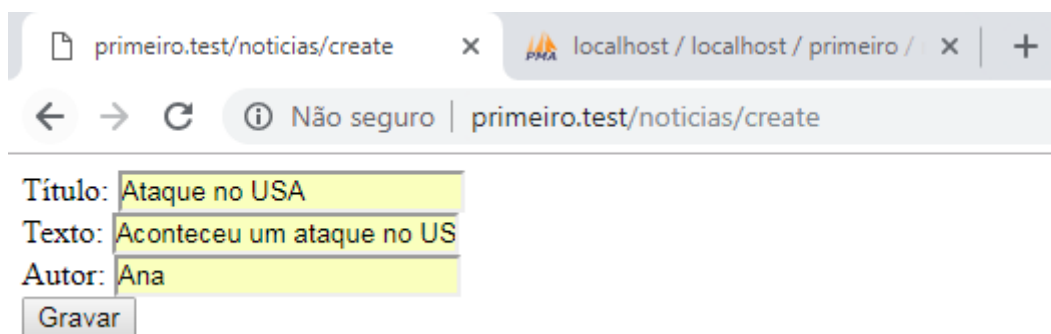 primeiro.test/noticias/create
PMA localhost / localhost / primeiro /
Não seguro | primeiro.test/noticias/create
Título: Ataque no USA
Texto: Aconteceu um ataque no US
Autor: Ana
Gravar